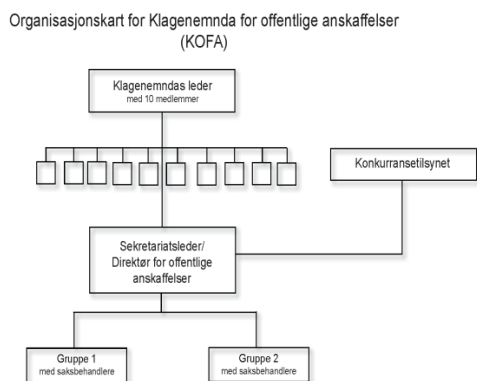 Organisasjonskart for Klagenemnda for offentlige anskaffelser
(KOFA)
Klagenemndas leder
med 10 medlemmer
Konkurransetilsynet
Sekretariatsleder/
Direktør for offentlige
anskaffelser
Gruppe 1
med saksbehandlere
Gruppe 2
med saksbehandlere